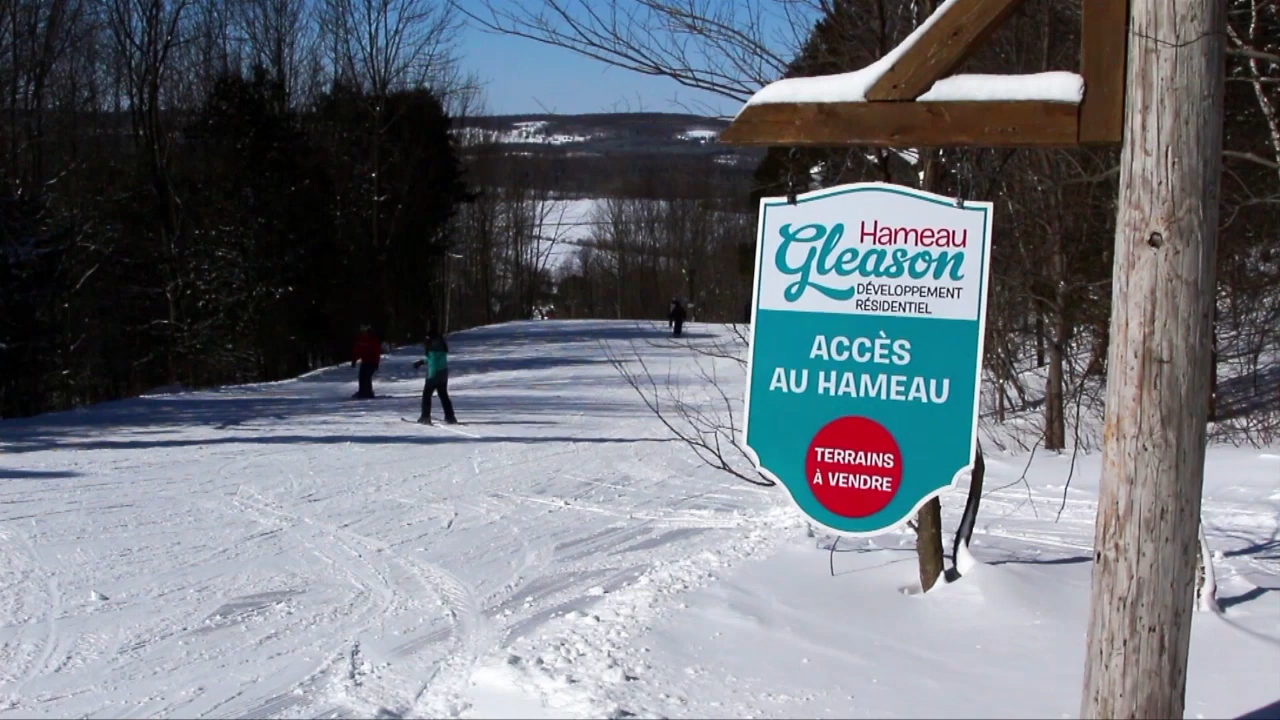 Hameau
Gleason
DÉVELOPPEMENT
RÉSIDENTIEL
ACCÈS
AU HAMEAU
TERRAINS
À VENDRE